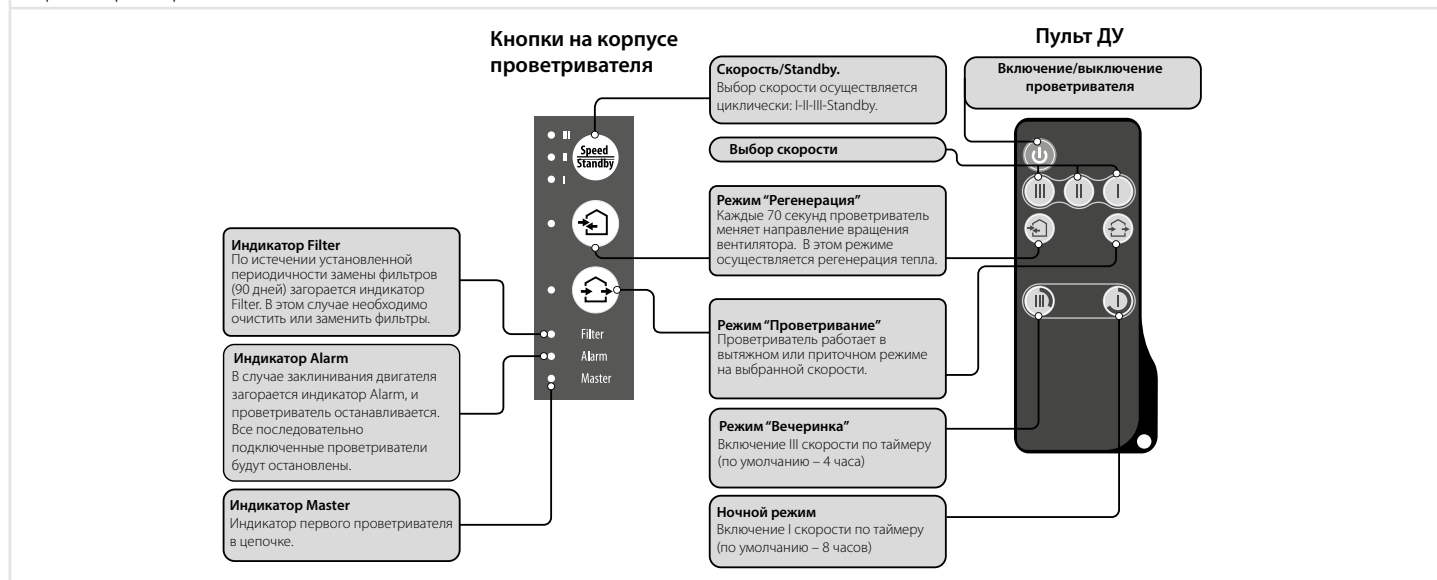 Кнопки на корпусе
проветривателя
Пульт ДУ
Скорость/Standby.
Выбор скорости осуществляется
циклически: I-II-III-Standby.
Включение/выключение
проветривателя
Выбор скорости
Режим “Регенерация”
Каждые 70 секунд проветриватель
меняет направление вращения
вентилятора. В этом режиме
осуществляется регенерация тепла.
Режим “Проветривание”
Проветриватель работает в
вытяжном или приточном режиме
на выбранной скорости.
Режим “Вечеринка”
Включение III скорости по таймеру
(по умолчанию – 4 часа)
Ночной режим
Включение I скорости по таймеру
(по умолчанию – 8 часов)
Индикатор Filter
По истечении установленной
периодичности замены фильтров
(90 дней) загорается индикатор
Filter. В этом случае необходимо
очистить или заменить фильтры.
Индикатор Alarm
В случае заклинивания двигателя
загорается индикатор Alarm, и
проветриватель останавливается.
Все последовательно
подключенные проветриватели
будут остановлены.
Индикатор Master
Индикатор первого проветривателя
в цепочке.
III
II
I
Speed
Standby
Filter
Alarm
Master
III II I
III I